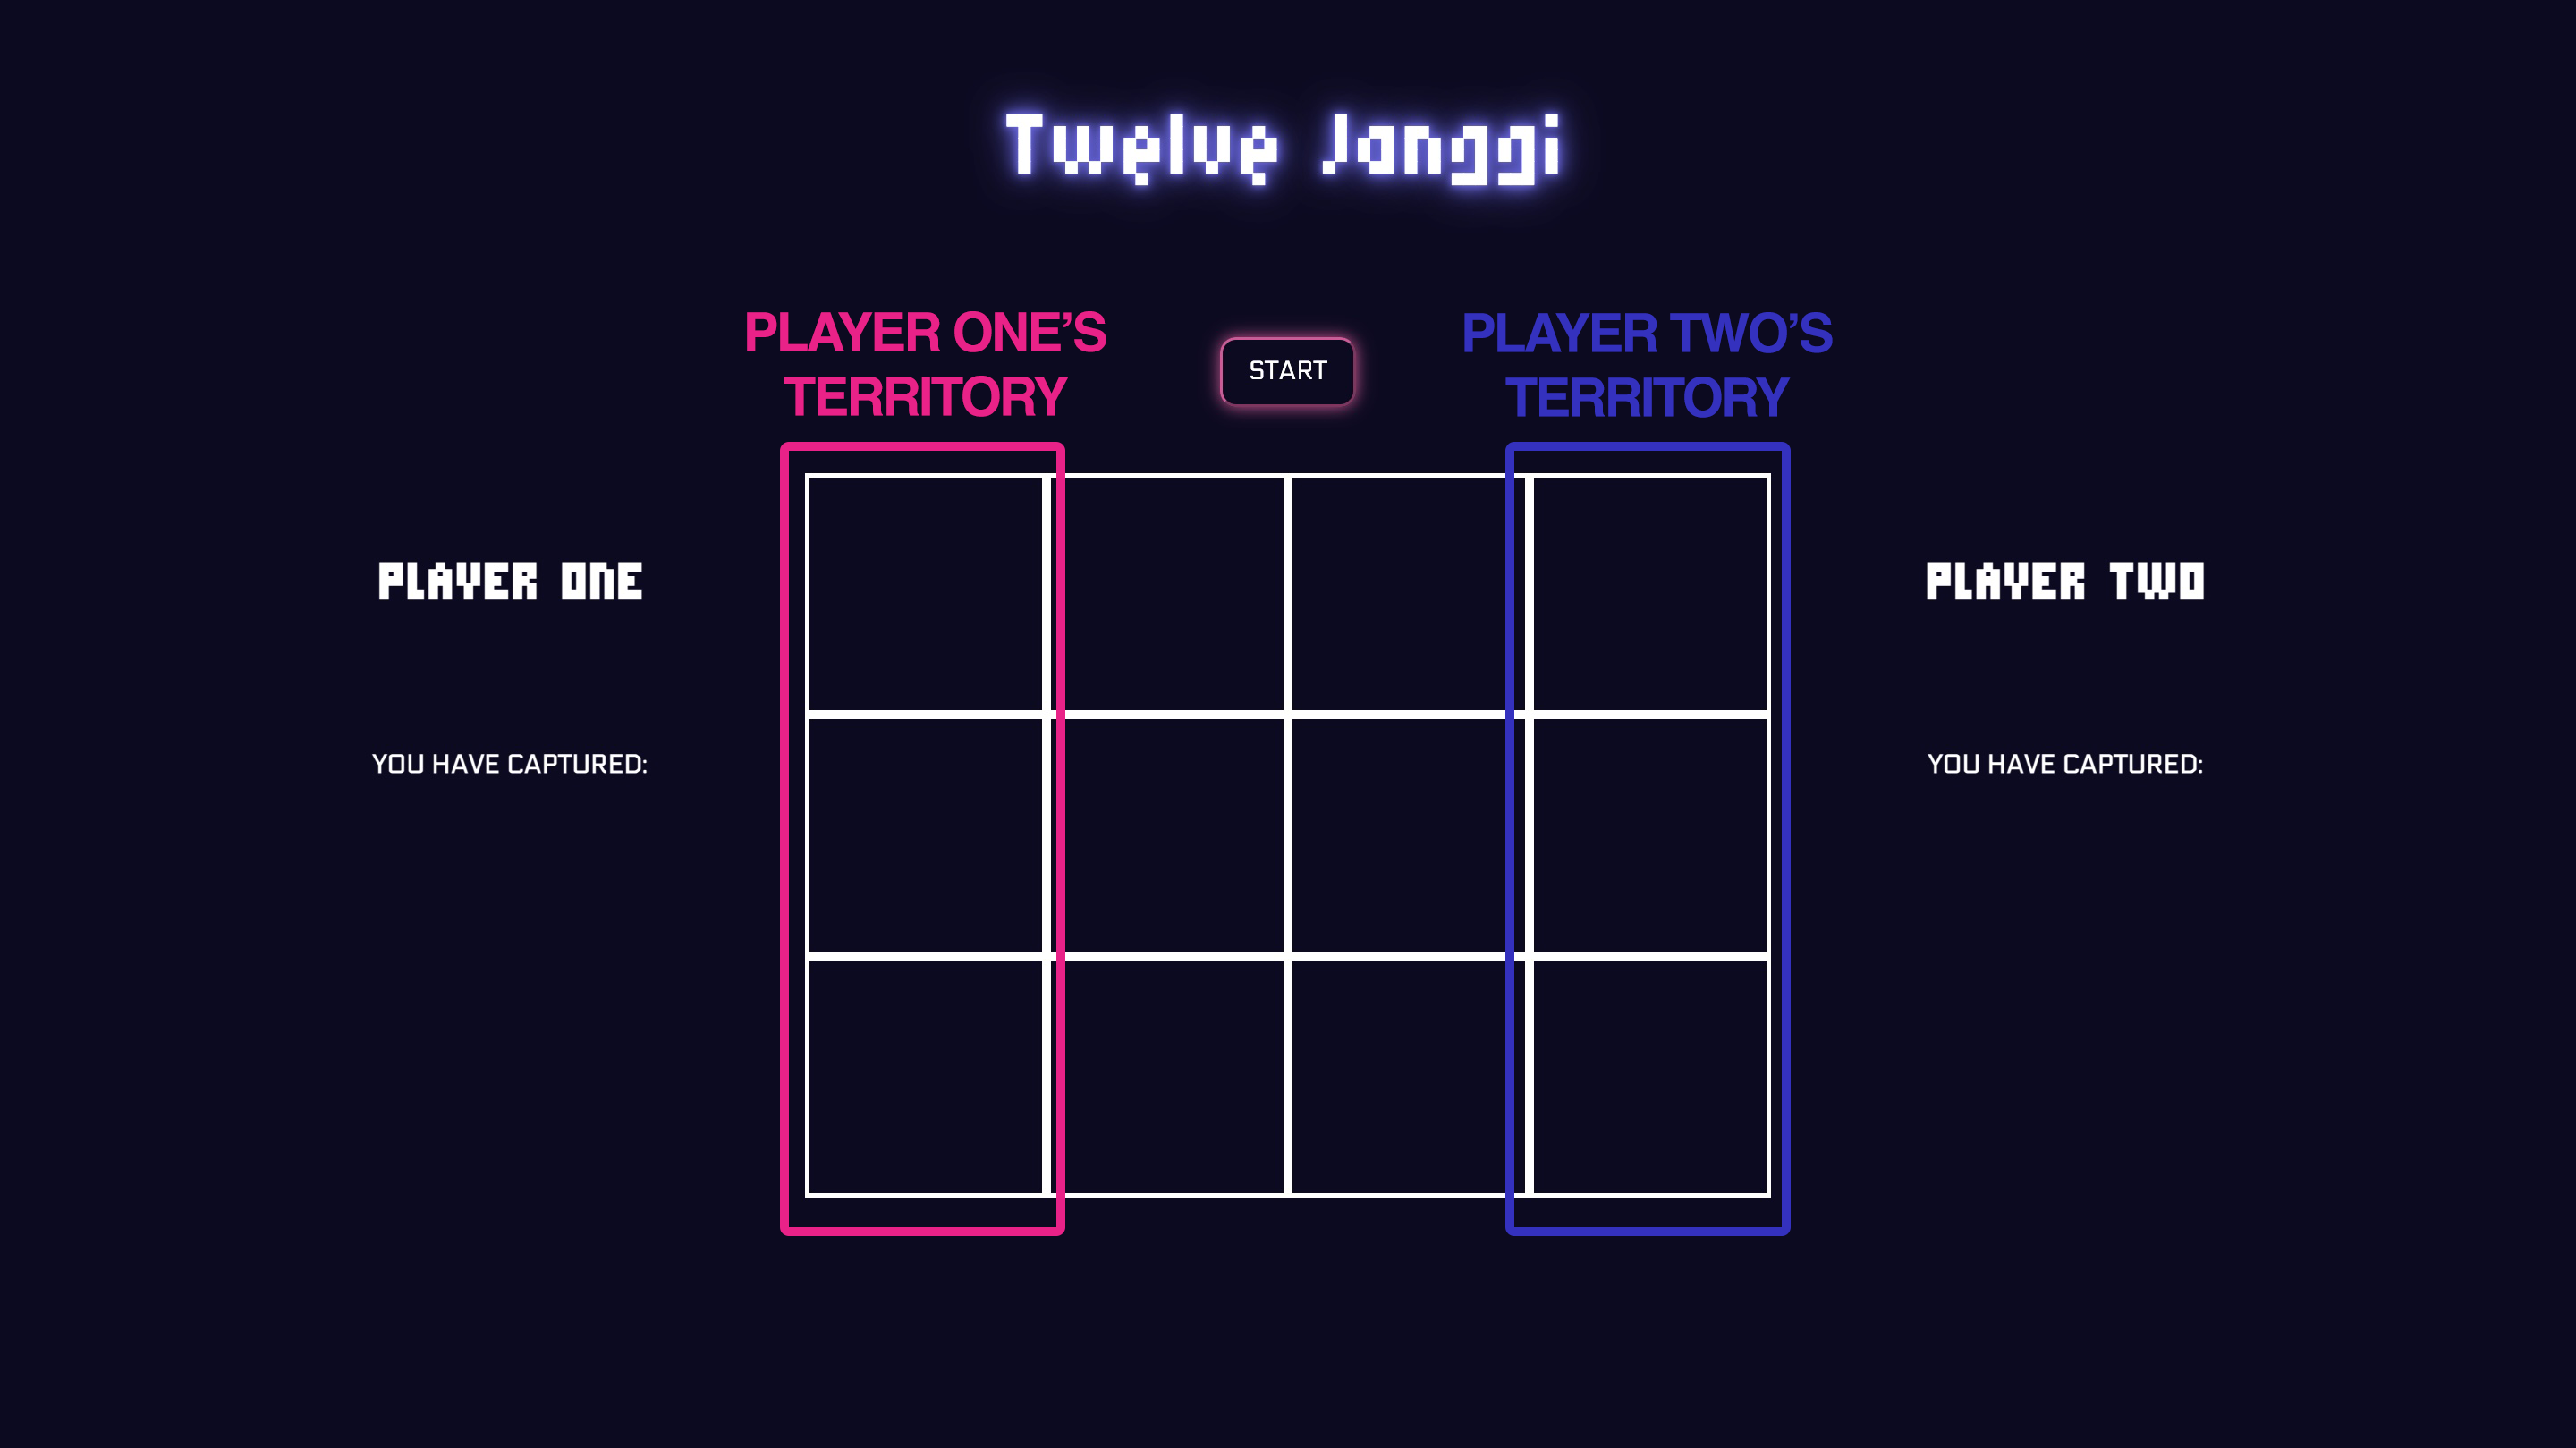 Twelve Janggi
PLAYER ONE’S
TERRITORY
START
PLAYER TWO’S
TERRITORY
PLAYER ONE
YOU HAVE CAPTURED:
PLAYER TWO
YOU HAVE CAPTURED: